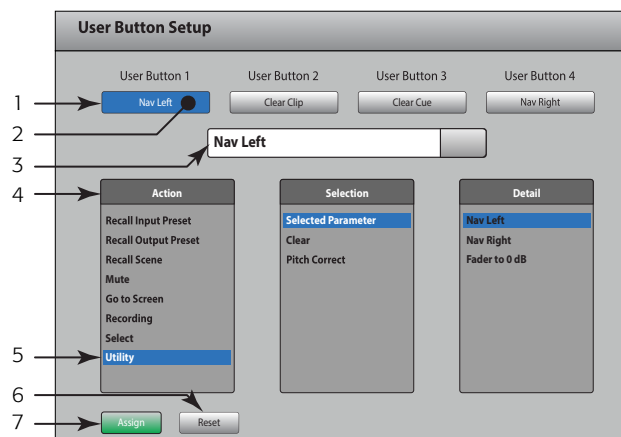 User Button Setup
User Button 1 User Button 2 User Button 3 User Button 4
1 Nav Left Clear Clip Clear Cue Nav Right
2
Nav Left
3
4 Action Selection Detail
Recall Input Preset Selected Parameter Nav Left
Recall Output Preset Clear Nav Right
Recall Scene Pitch Correct Fader to 0 dB
Mute
Go to Screen
Recording
Select
5 Utility
6
7 Assign Reset